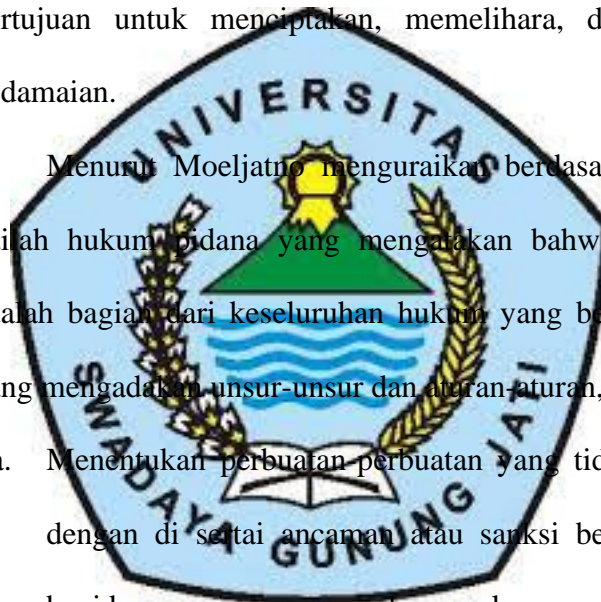 rtujuan untuk menciptakan, memelihara, d
damaian.
UNIVERSITAS
Menurut Moeljatno menguraikan berdasa
ilah hukum pidana yang mengatakan bahw
alah bagian dari keseluruhan hukum yang be
ng mengadakan unsur-unsur dan aturan-aturan,
a. Menentukan perbuatan-perbuatan yang tid
dengan di sertai ancaman atau sanksi be
SWADAYA GUNUNG JATI